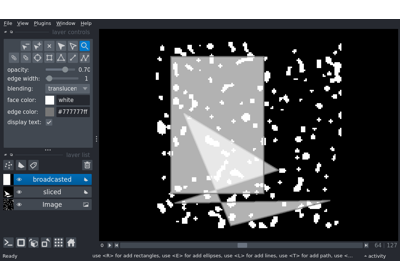 File View Plugins Window Help
layer controls
opacity: 0.70
edge width: 1
blending: translucen
face color: white
edge color: #777777ff
display text: ✓
layer list
broadcasted
sliced
Image
0 64 | 127
Ready use <R> for add rectangles, use <E> for add ellipses, use <L> for add lines, use <T> for add path, use <... activity